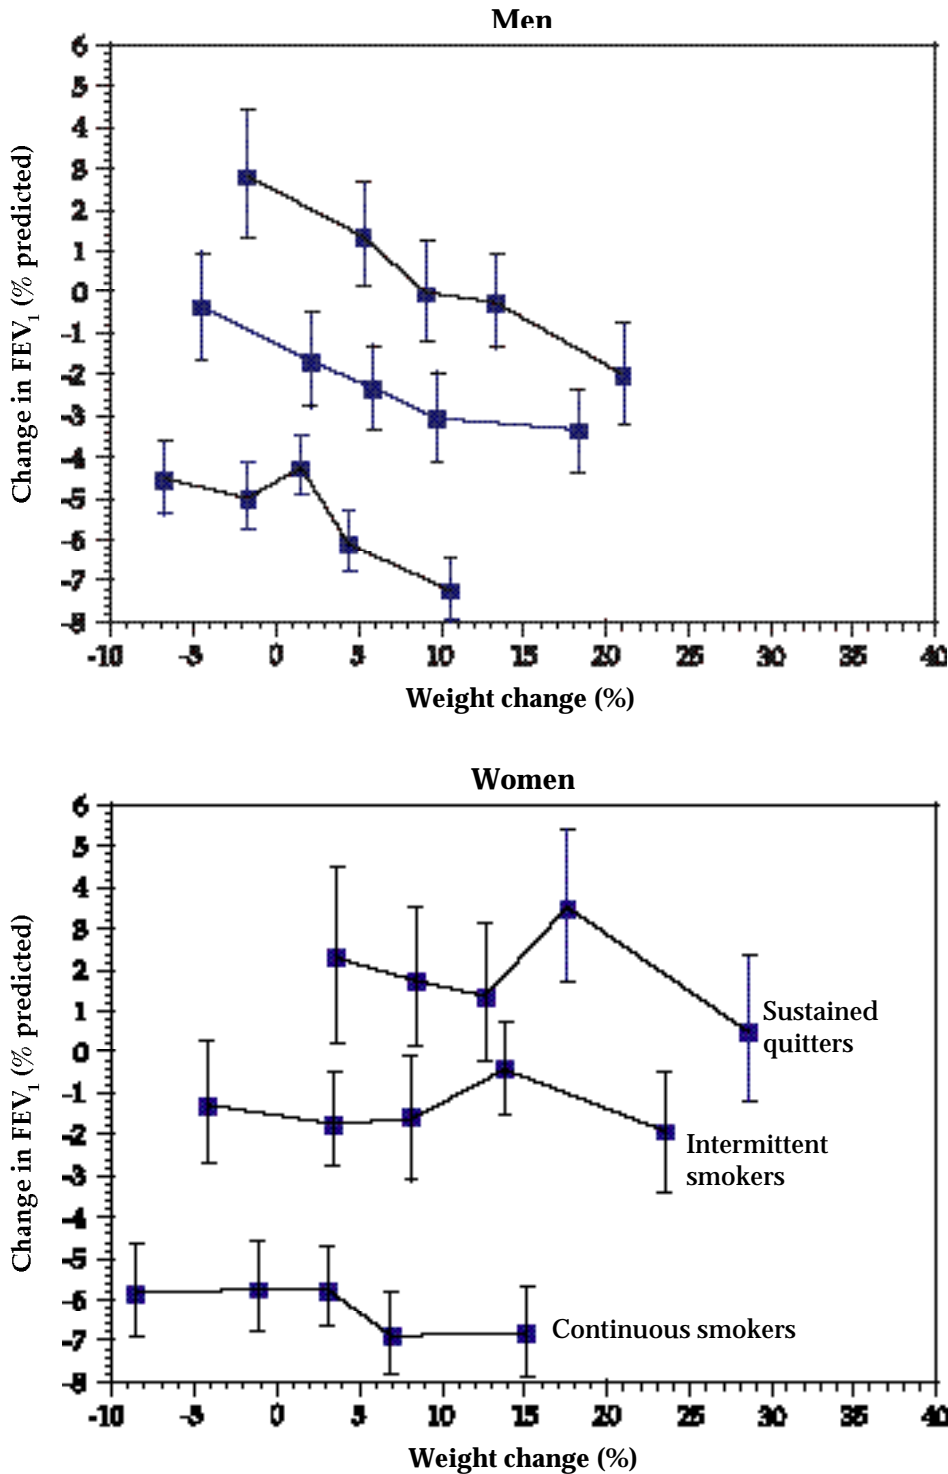 Men
6
5
4
3
2
1
0
-1
-2
-3
-4
-5
-6
-7
-8
Change in FEV1 (% predicted)
-10 -5 0 5 10 15 20 25 30 35 40
Weight change (%)
Women
6
5
4
3
2
1
0
-1
-2
-3
-4
-5
-6
-7
-8
Change in FEV1 (% predicted)
Sustained
quitters
Intermittent
smokers
Continuous smokers
-10 -5 0 5 10 15 20 25 30 35 40
Weight change (%)